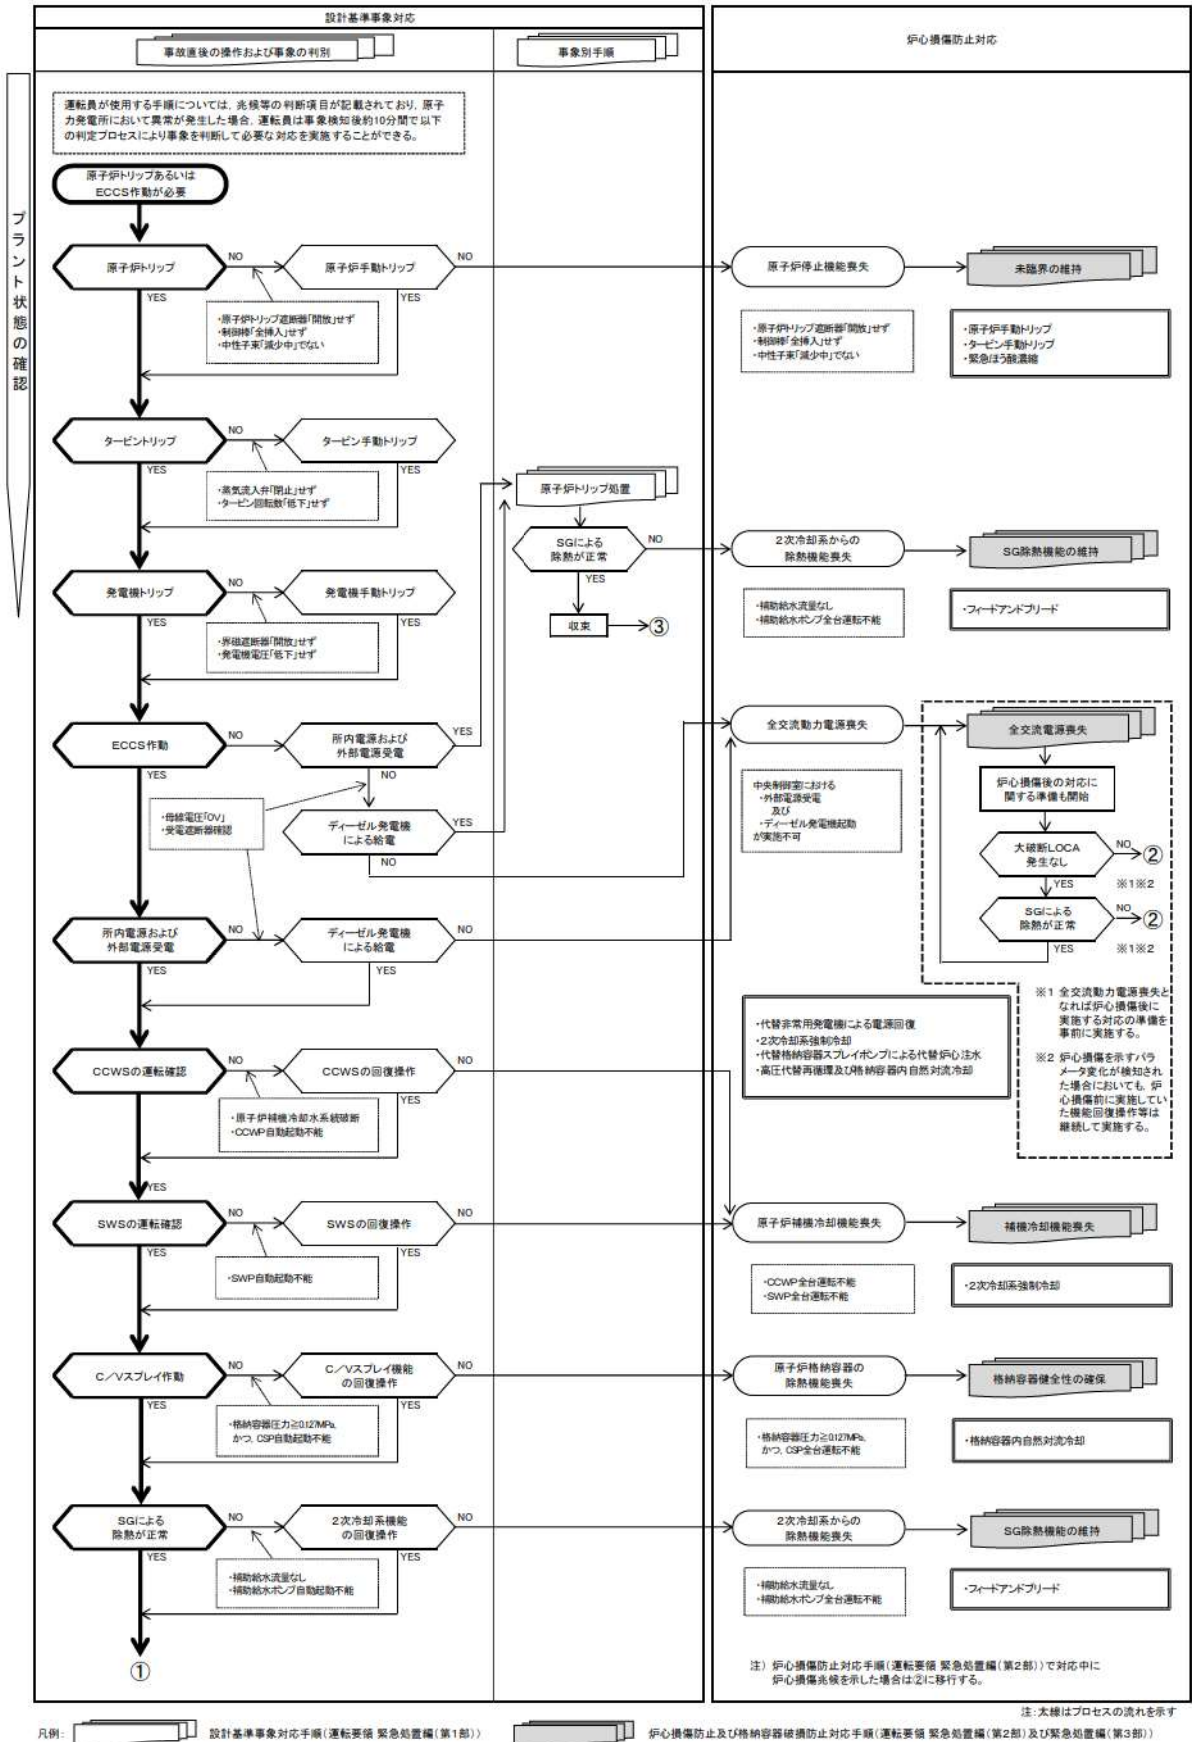 設計基準事象対応
事故直後の操作および事象の判別
事象別手順
炉心損傷防止対応
プラント状態の確認
運転員が使用する手順については、兆候等の判断項目が記載されており、原子
力発電所において異常が発生した場合、運転員は事象検知後約10分間で以下
の判定プロセスにより事象を判断して必要な対応を実施することができる。
原子炉トリップあるいは
ECCS作動が必要
原子炉トリップ
NO
原子炉手動トリップ
NO
原子炉停止機能喪失
未臨界の維持
YES
YES
・原子炉トリップ遮断器「開放」せず
・制御棒「全挿入」せず
・中性子束「減少中」でない
・原子炉トリップ遮断器「開放」せず
・制御棒「全挿入」せず
・中性子束「減少中」でない
・原子炉手動トリップ
・タービン手動トリップ
・緊急ほう酸濃縮
タービントリップ
NO
タービン手動トリップ
YES
YES
・蒸気流入弁「閉止」せず
・タービン回転数「低下」せず
原子炉トリップ処置
SGによる
除熱が正常
NO
YES
収束
③
2次冷却系からの
除熱機能喪失
SG除熱機能の維持
・補助給水流量なし
・補助給水ポンプ全台運転不能
・フィードアンドブリード
発電機トリップ
NO
発電機手動トリップ
YES
YES
・界磁遮断器「開放」せず
・発電機電圧「低下」せず
ECCS作動
NO
所内電源および
外部電源受電
YES
YES
NO
・母線電圧「0V」
・受電遮断器確認
ディーゼル発電機
による給電
YES
NO
全交流動力電源喪失
全交流電源喪失
中央制御室における
・外部電源受電
及び
・ディーゼル発電機起動
が実施不可
炉心損傷後の対応に
関する準備も開始
大破断LOCA
発生なし
NO
②
YES
※1※2
SGによる
除熱が正常
NO
②
YES
※1※2
所内電源および
外部電源受電
NO
ディーゼル発電機
による給電
NO
YES
YES
※1 全交流動力電源喪失と
なれば炉心損傷後に
実施する対応の準備を
事前に実施する。
※2 炉心損傷を示すパラ
メータ変化が検知され
た場合においても、炉
心損傷前に実施してい
た機能回復操作等は
継続して実施する。
・代替非常用発電機による電源回復
・2次冷却系強制冷却
・代替格納容器スプレイポンプによる代替炉心注水
・高圧代替再循環及び格納容器内自然対流冷却
CCWSの運転確認
NO
CCWSの回復操作
NO
YES
・原子炉補機冷却水系統破断
・CCWP自動起動不能
YES
SWSの運転確認
NO
SWSの回復操作
NO
原子炉補機冷却機能喪失
補機冷却機能喪失
YES
YES
・SWP自動起動不能
・CCWP全台運転不能
・SWP全台運転不能
・2次冷却系強制冷却
C/Vスプレイ作動
NO
C/Vスプレイ機能
の回復操作
NO
原子炉格納容器の
除熱機能喪失
格納容器健全性の確保
YES
YES
・格納容器圧力≧0.127MPa、
かつ、CSP自動起動不能
・格納容器圧力≧0.127MPa、
かつ、CSP全台運転不能
・格納容器内自然対流冷却
SGによる
除熱が正常
NO
2次冷却系機能
の回復操作
NO
2次冷却系からの
除熱機能喪失
SG除熱機能の維持
YES
YES
・補助給水流量なし
・補助給水ポンプ自動起動不能
・補助給水流量なし
・補助給水ポンプ全台運転不能
・フィードアンドブリード
①
注）炉心損傷防止対応手順（運転要領 緊急処置編（第2部））で対応中に
炉心損傷兆候を示した場合は②に移行する。
注：太線はプロセスの流れを示す
凡例：
設計基準事象対応手順（運転要領 緊急処置編（第1部））
炉心損傷防止及び格納容器破損防止対応手順（運転要領 緊急処置編（第2部）及び緊急処置編（第3部））